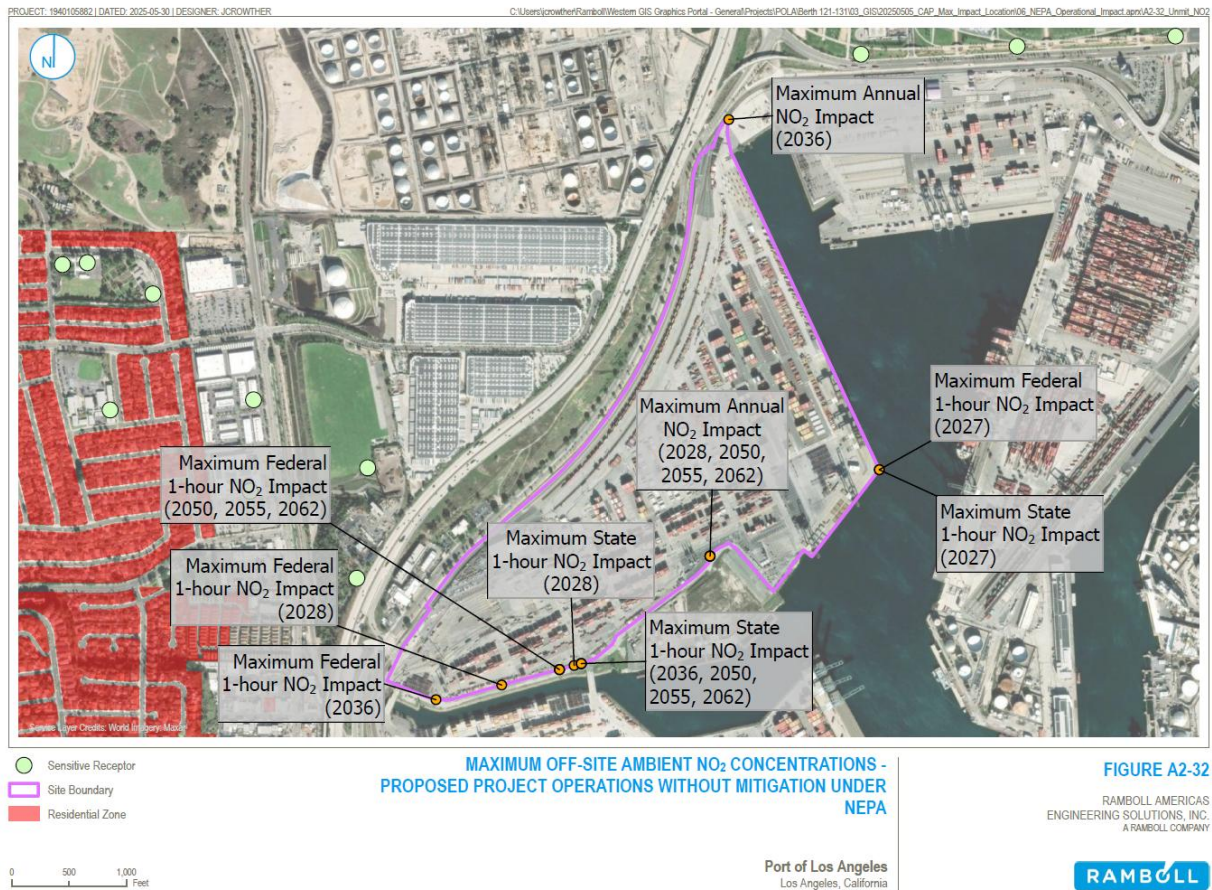 PROJECT: 1940105882 | DATED: 2025-05-30 | DESIGNER: JCROWTHER
C:\Users\jcrowther\Ramboll\Western GIS Graphics Portal - General\Projects\POLA\Berth 121-131\03_GIS\20250505_CAP_Max_Impact_Location\06_NEPA_Operational_Impact.aprx\A2-32_Unmit_NO2
N
Maximum Annual
NO₂ Impact
(2036)
Maximum Federal
1-hour NO₂ Impact
(2027)
Maximum Annual
NO₂ Impact
(2028, 2050,
2055, 2062)
Maximum Federal
1-hour NO₂ Impact
(2050, 2055, 2062)
Maximum State
1-hour NO₂ Impact
(2027)
Maximum State
1-hour NO₂ Impact
(2028)
Maximum Federal
1-hour NO₂ Impact
(2028)
Maximum State
1-hour NO₂ Impact
(2036, 2050,
2055, 2062)
Maximum Federal
1-hour NO₂ Impact
(2036)
Source Layer Credits: World Imagery: Maxar
Sensitive Receptor
Site Boundary
Residential Zone
0 500 1,000
Feet
MAXIMUM OFF-SITE AMBIENT NO₂ CONCENTRATIONS -
PROPOSED PROJECT OPERATIONS WITHOUT MITIGATION UNDER
NEPA
Port of Los Angeles
Los Angeles, California
FIGURE A2-32
RAMBOLL AMERICAS
ENGINEERING SOLUTIONS, INC.
A RAMBOLL COMPANY
RAMBOLL